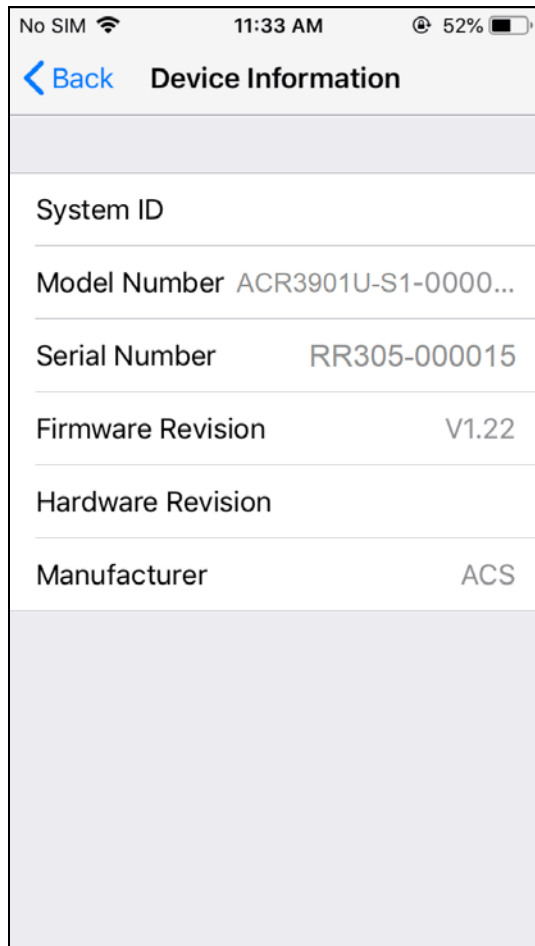 No SIM 11:33 AM 52%
Back Device Information
System ID
Model Number ACR3901U-S1-0000...
Serial Number RR305-000015
Firmware Revision V1.22
Hardware Revision
Manufacturer ACS